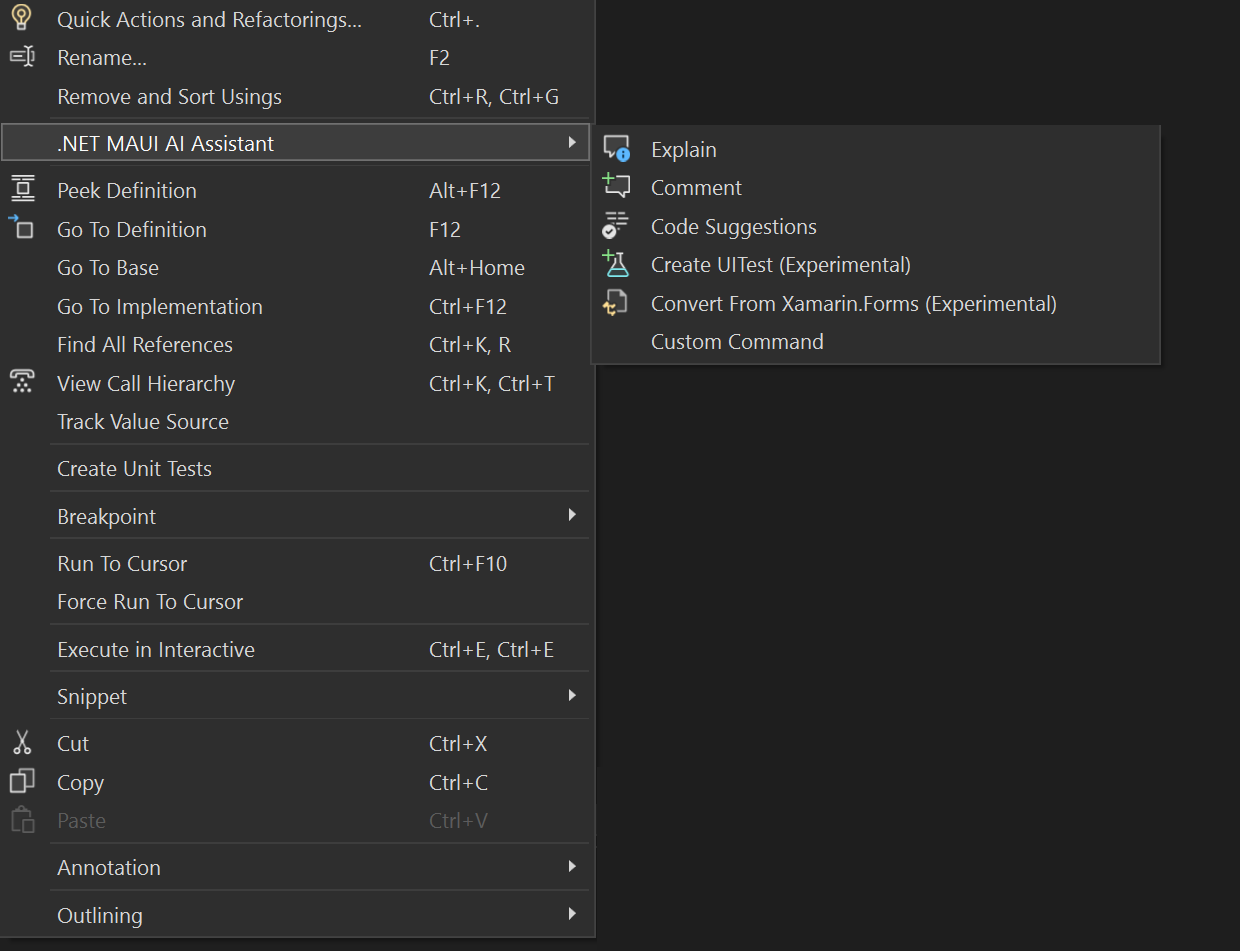 Quick Actions and Refactorings... Ctrl+.
Rename... F2
Remove and Sort Usings Ctrl+R, Ctrl+G
.NET MAUI AI Assistant
Peek Definition Alt+F12
Go To Definition F12
Go To Base Alt+Home
Go To Implementation Ctrl+F12
Find All References Ctrl+K, R
View Call Hierarchy Ctrl+K, Ctrl+T
Track Value Source
Create Unit Tests
Breakpoint
Run To Cursor Ctrl+F10
Force Run To Cursor
Execute in Interactive Ctrl+E, Ctrl+E
Snippet
Cut Ctrl+X
Copy Ctrl+C
Paste Ctrl+V
Annotation
Outlining
Explain
Comment
Code Suggestions
Create UITest (Experimental)
Convert From Xamarin.Forms (Experimental)
Custom Command